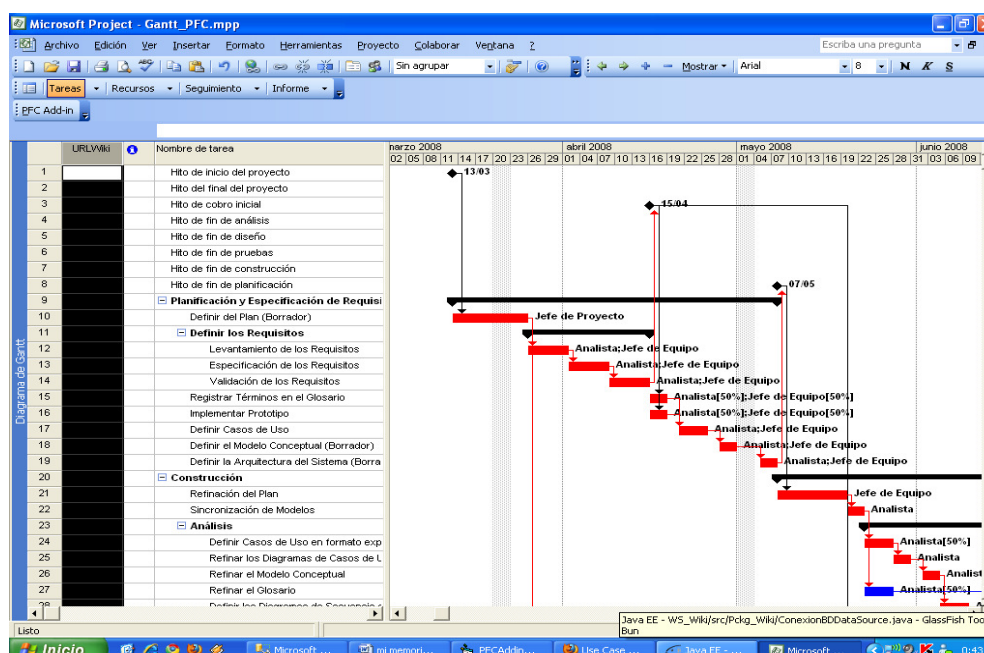 Microsoft Project - Gantt_PFC.mpp
Archivo Edición Ver Insertar Formato Herramientas Proyecto Colaborar Ventana ? Escriba una pregunta
Sin agrupar Mostrar Arial 8 N K S
Tareas Recursos Seguimiento Informe
PFC Add-in
URLWiki Nombre de tarea marzo 2008 abril 2008 mayo 2008 junio 2008
02 05 08 11 14 17 20 23 26 29 01 04 07 10 13 16 19 22 25 28 01 04 07 10 13 16 19 22 25 28 31 03 06 09
1 Hito de inicio del proyecto 13/03
2 Hito del final del proyecto
3 Hito de cobro inicial 15/04
4 Hito de fin de análisis
5 Hito de fin de diseño
6 Hito de fin de pruebas
7 Hito de fin de construcción
8 Hito de fin de planificación 07/05
9 Planificación y Especificación de Requisi
10 Definir del Plan (Borrador) Jefe de Proyecto
11 Definir los Requisitos
12 Levantamiento de los Requisitos Analista;Jefe de Equipo
13 Especificación de los Requisitos Analista;Jefe de Equipo
14 Validación de los Requisitos Analista;Jefe de Equipo
15 Registrar Términos en el Glosario Analista[50%];Jefe de Equipo[50%]
16 Implementar Prototipo Analista[50%];Jefe de Equipo[50%]
17 Definir Casos de Uso Analista;Jefe de Equipo
18 Definir el Modelo Conceptual (Borrador) Analista;Jefe de Equipo
19 Definir la Arquitectura del Sistema (Borra Analista;Jefe de Equipo
20 Construcción
21 Refinación del Plan Jefe de Equipo
22 Sincronización de Modelos Analista
23 Análisis
24 Definir Casos de Uso en formato exp Analista[50%]
25 Refinar los Diagramas de Casos de U Analista
26 Refinar el Modelo Conceptual Analist
27 Refinar el Glosario Analista[50%]
28 Definir los Diagramas de Secuencia
Diagrama de Gantt
Java EE - WS_Wiki/src/Pckg_Wiki/ConexionBDDataSource.java - GlassFish Too
Bun
Listo
Inicio Microsoft ... mi memori... PFCAddin... Use Case ... Java EE - ... Microsoft ... 0:43